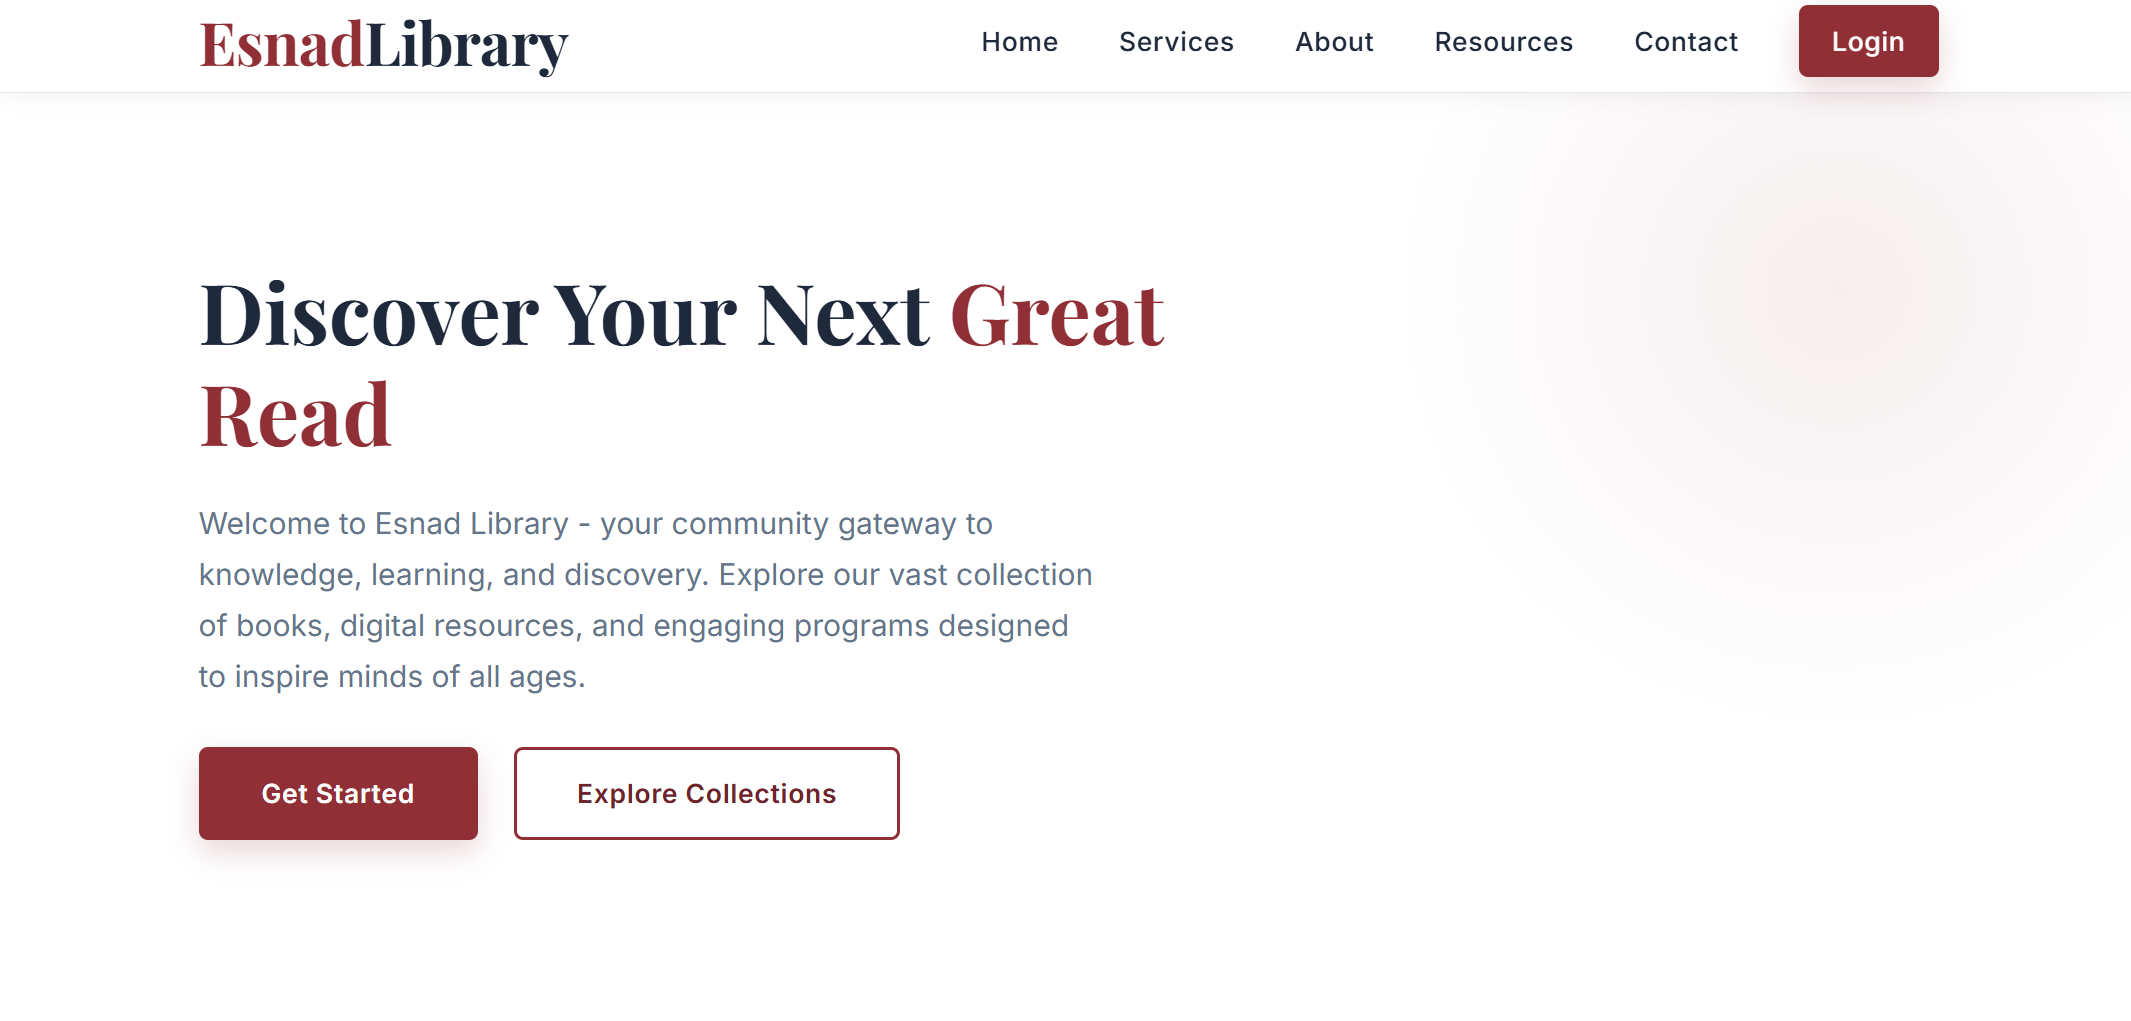 EsnadLibrary
Home Services About Resources Contact Login
Discover Your Next Great
Read
Welcome to Esnad Library - your community gateway to
knowledge, learning, and discovery. Explore our vast collection
of books, digital resources, and engaging programs designed
to inspire minds of all ages.
Get Started Explore Collections